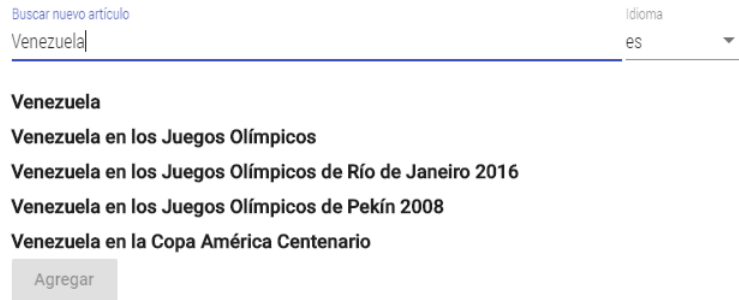 Buscar nuevo artículo
Idioma
Venezuela
es
Venezuela
Venezuela en los Juegos Olímpicos
Venezuela en los Juegos Olímpicos de Río de Janeiro 2016
Venezuela en los Juegos Olímpicos de Pekín 2008
Venezuela en la Copa América Centenario
Agregar